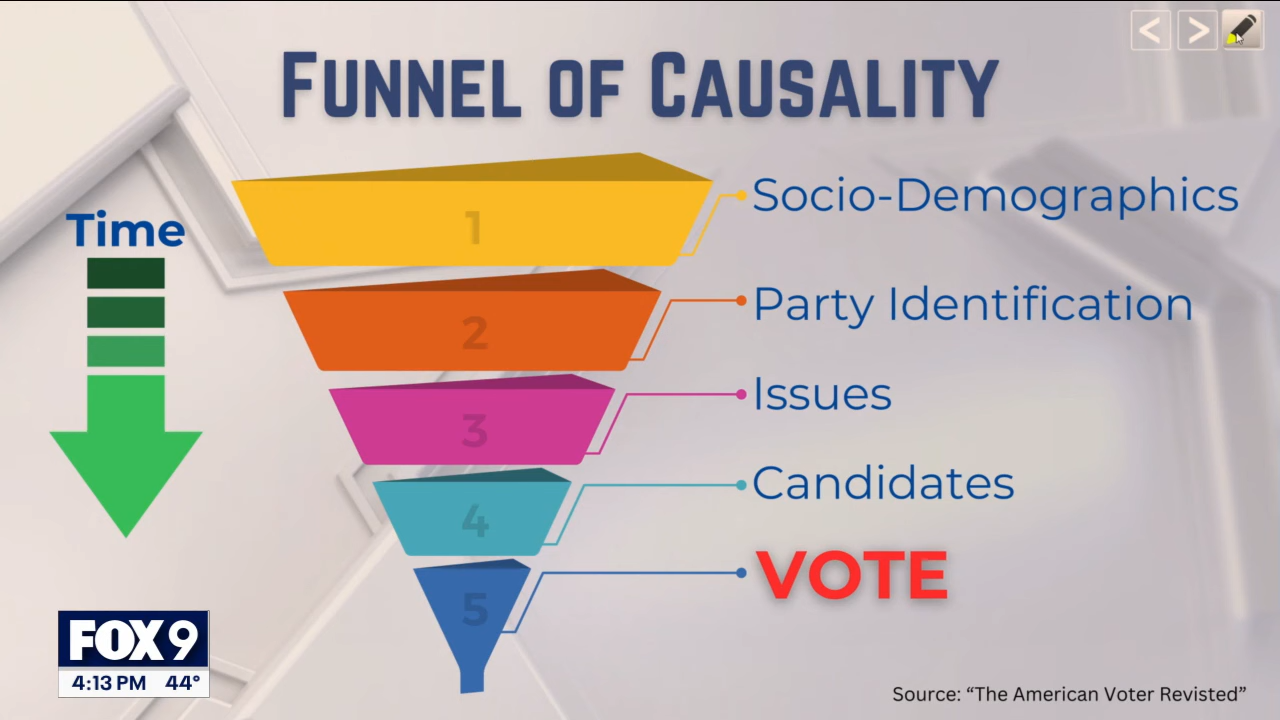 FUNNEL OF CAUSALITY
Time
1
Socio-Demographics
2
Party Identification
3
Issues
4
Candidates
5
VOTE
FOX 9
4:13 PM 44°
Source: “The American Voter Revisted”